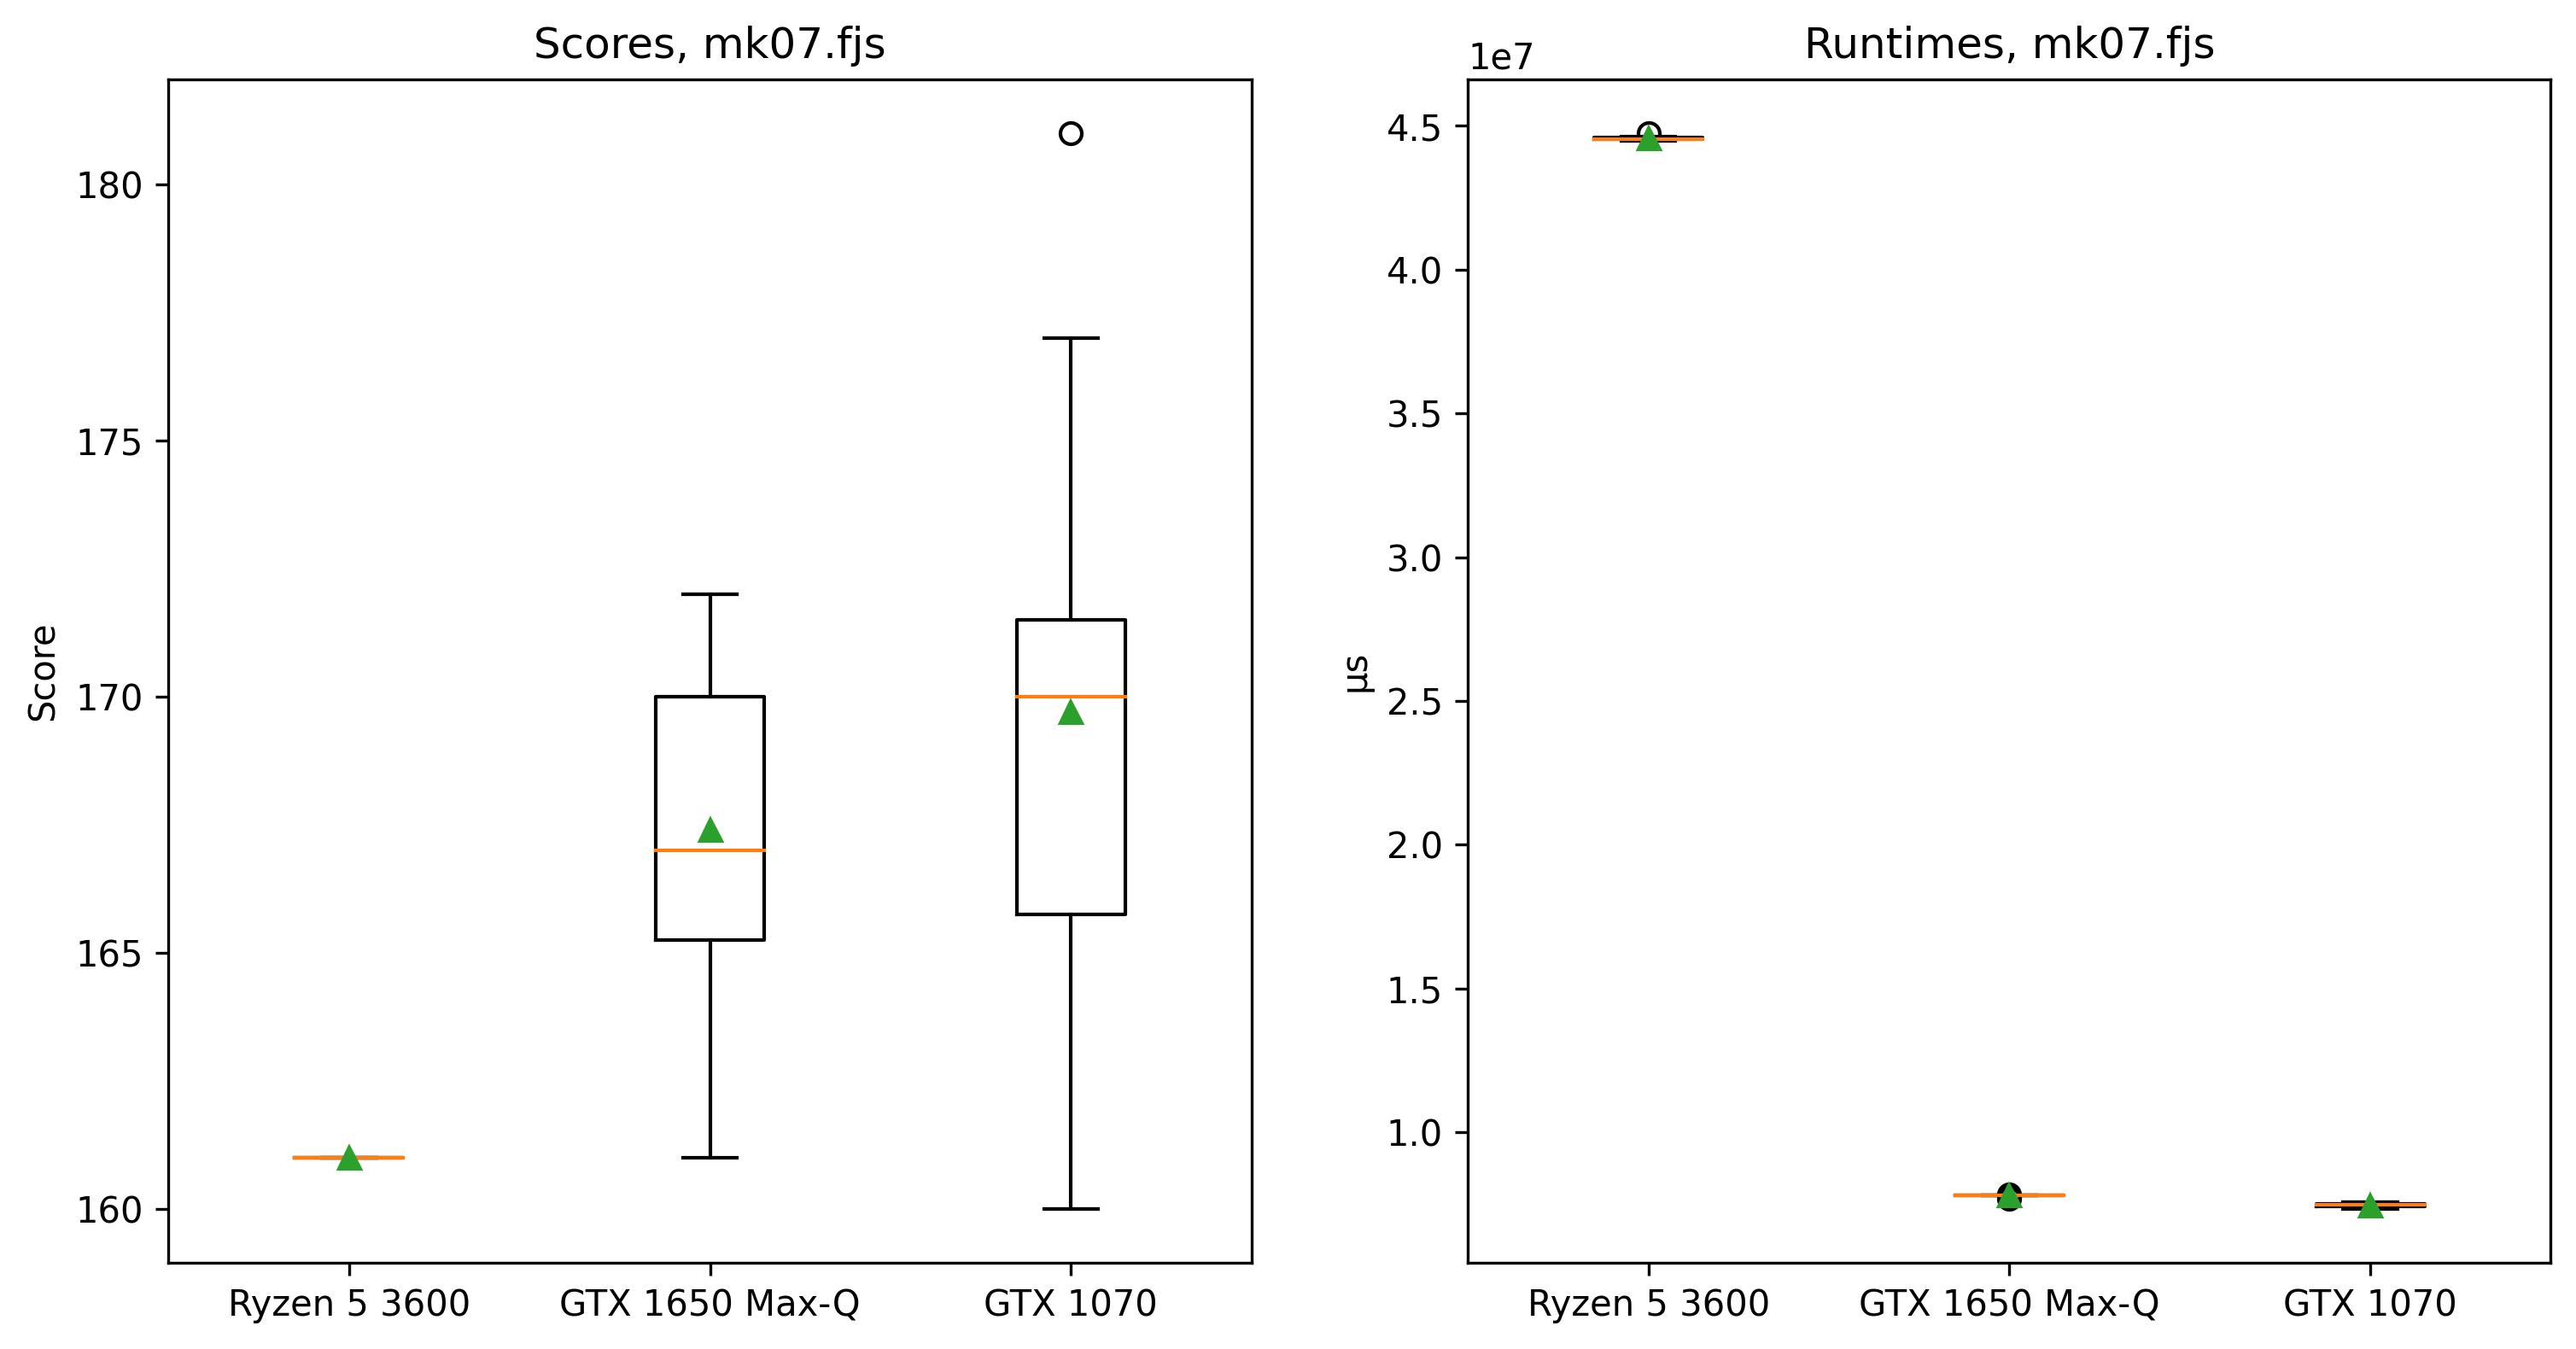 Scores, mk07.fjs
180
175
170
165
160
Score
Ryzen 5 3600
GTX 1650 Max-Q
GTX 1070
Runtimes, mk07.fjs
1e7
4.5
4.0
3.5
3.0
2.5
2.0
1.5
1.0
µs
Ryzen 5 3600
GTX 1650 Max-Q
GTX 1070